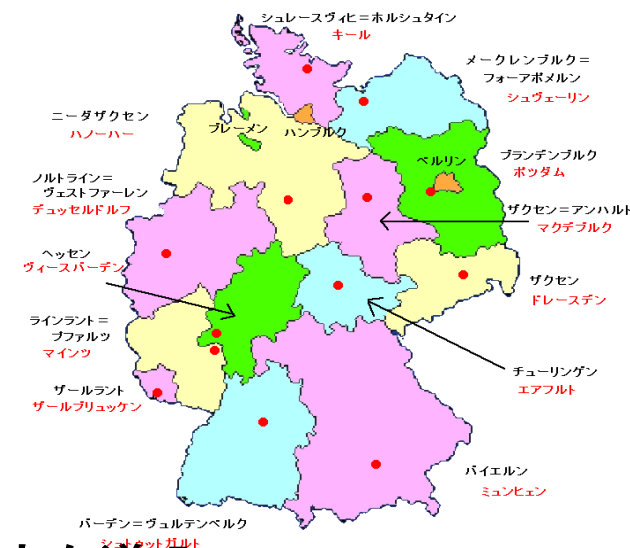 シュレースヴィヒ＝ホルシュタイン
キール
メークレンブルク＝
フォーアポメルン
シュヴェーリン
ニーダザクセン
ハノーハー
ブレーメン
ハンブルク
ベルリン
ブランデンブルク
ポツダム
ノルトライン＝
ヴェストファーレン
デュッセルドルフ
ザクセン＝アンハルト
マクデブルク
ヘッセン
ヴィースバーデン
ザクセン
ドレースデン
ラインラント＝
プファルツ
マインツ
チューリンゲン
エアフルト
ザールラント
ザールブリュッケン
バイエルン
ミュンヒェン
バーデン＝ヴュルテンベルク
シュトゥットガルト